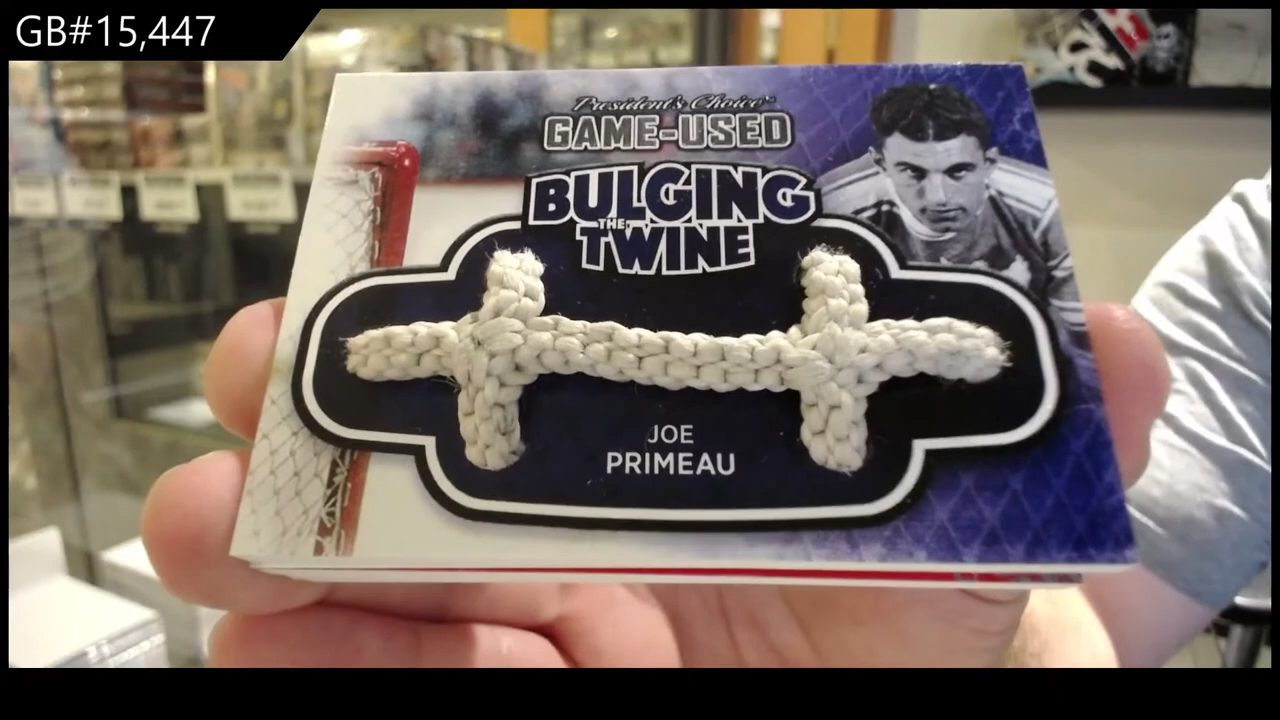 GB#15,447
President's Choice
GAME-USED
BULGING
THE
TWINE
JOE
PRIMEAU